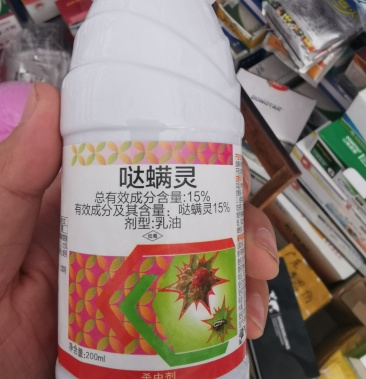 哒螨灵
总有效成分含量:15%
有效成分及其含量：哒螨灵15%
剂型:乳油
净含量:200ml
杀虫剂